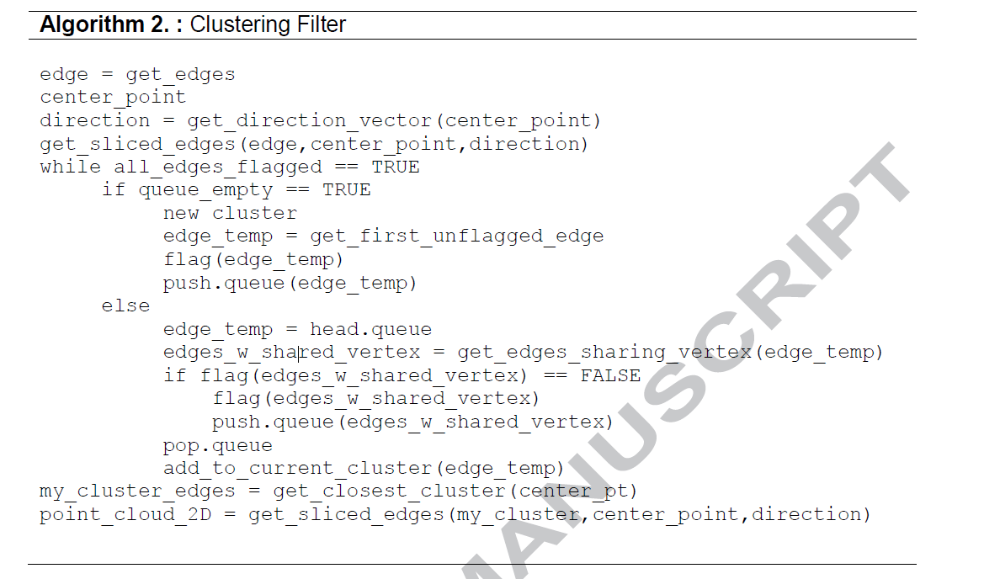 Algorithm 2. : Clustering Filter
edge = get_edges
center_point
direction = get_direction_vector(center_point)
get_sliced_edges(edge,center_point,direction)
while all_edges_flagged == TRUE
if queue_empty == TRUE
new cluster
edge_temp = get_first_unflagged_edge
flag(edge_temp)
push.queue(edge_temp)
else
edge_temp = head.queue
edges_w_shared_vertex = get_edges_sharing_vertex(edge_temp)
if flag(edges_w_shared_vertex) == FALSE
flag(edges_w_shared_vertex)
push.queue(edges_w_shared_vertex)
pop.queue
add_to_current_cluster(edge_temp)
my_cluster_edges = get_closest_cluster(center_pt)
point_cloud_2D = get_sliced_edges(my_cluster,center_point,direction)
MANUSCRIPT